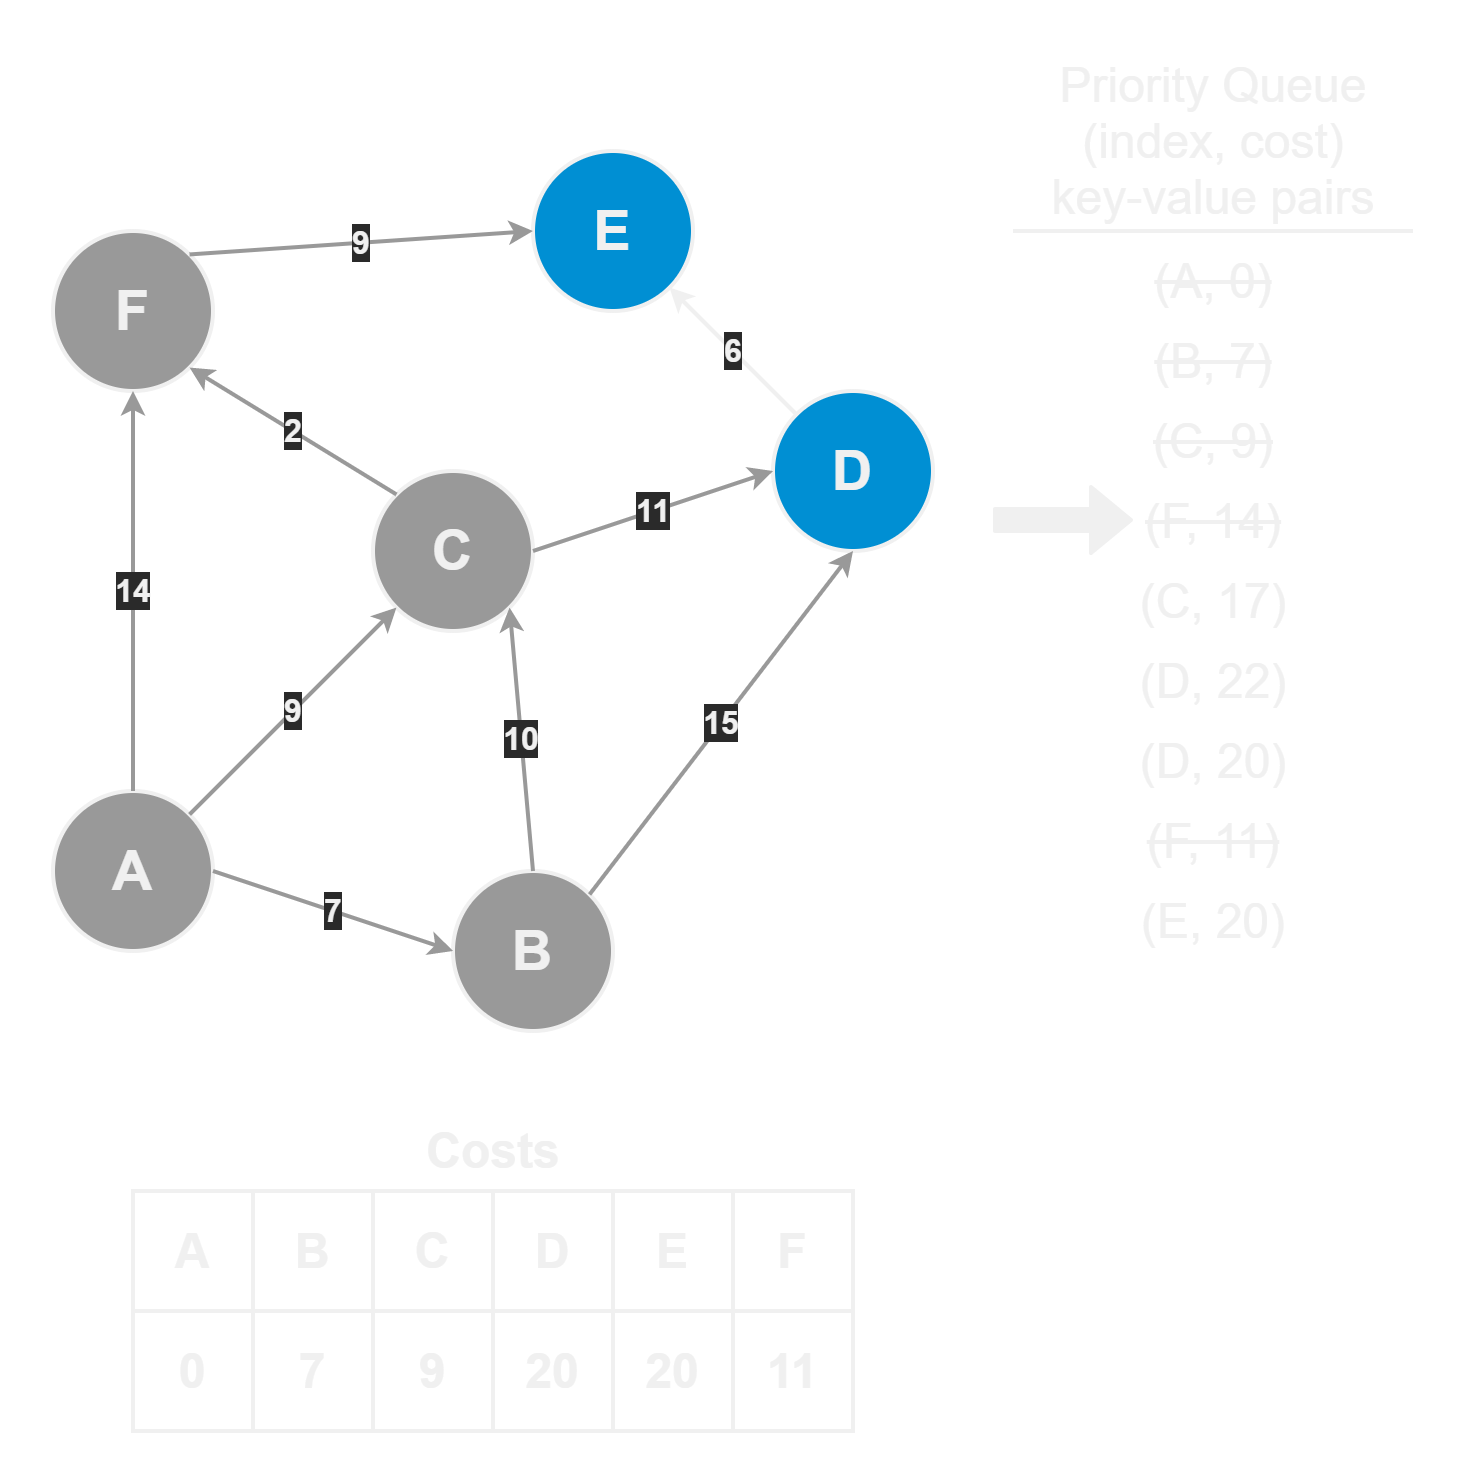 Priority Queue
(index, cost)
key-value pairs
(A, 0)
(B, 7)
(C, 9)
(F, 14)
(C, 17)
(D, 22)
(D, 20)
(F, 11)
(E, 20)
E
9
F
6
2
D
11
C
14
9
10
15
A
7
B
Costs
A B C D E F
0 7 9 20 20 11